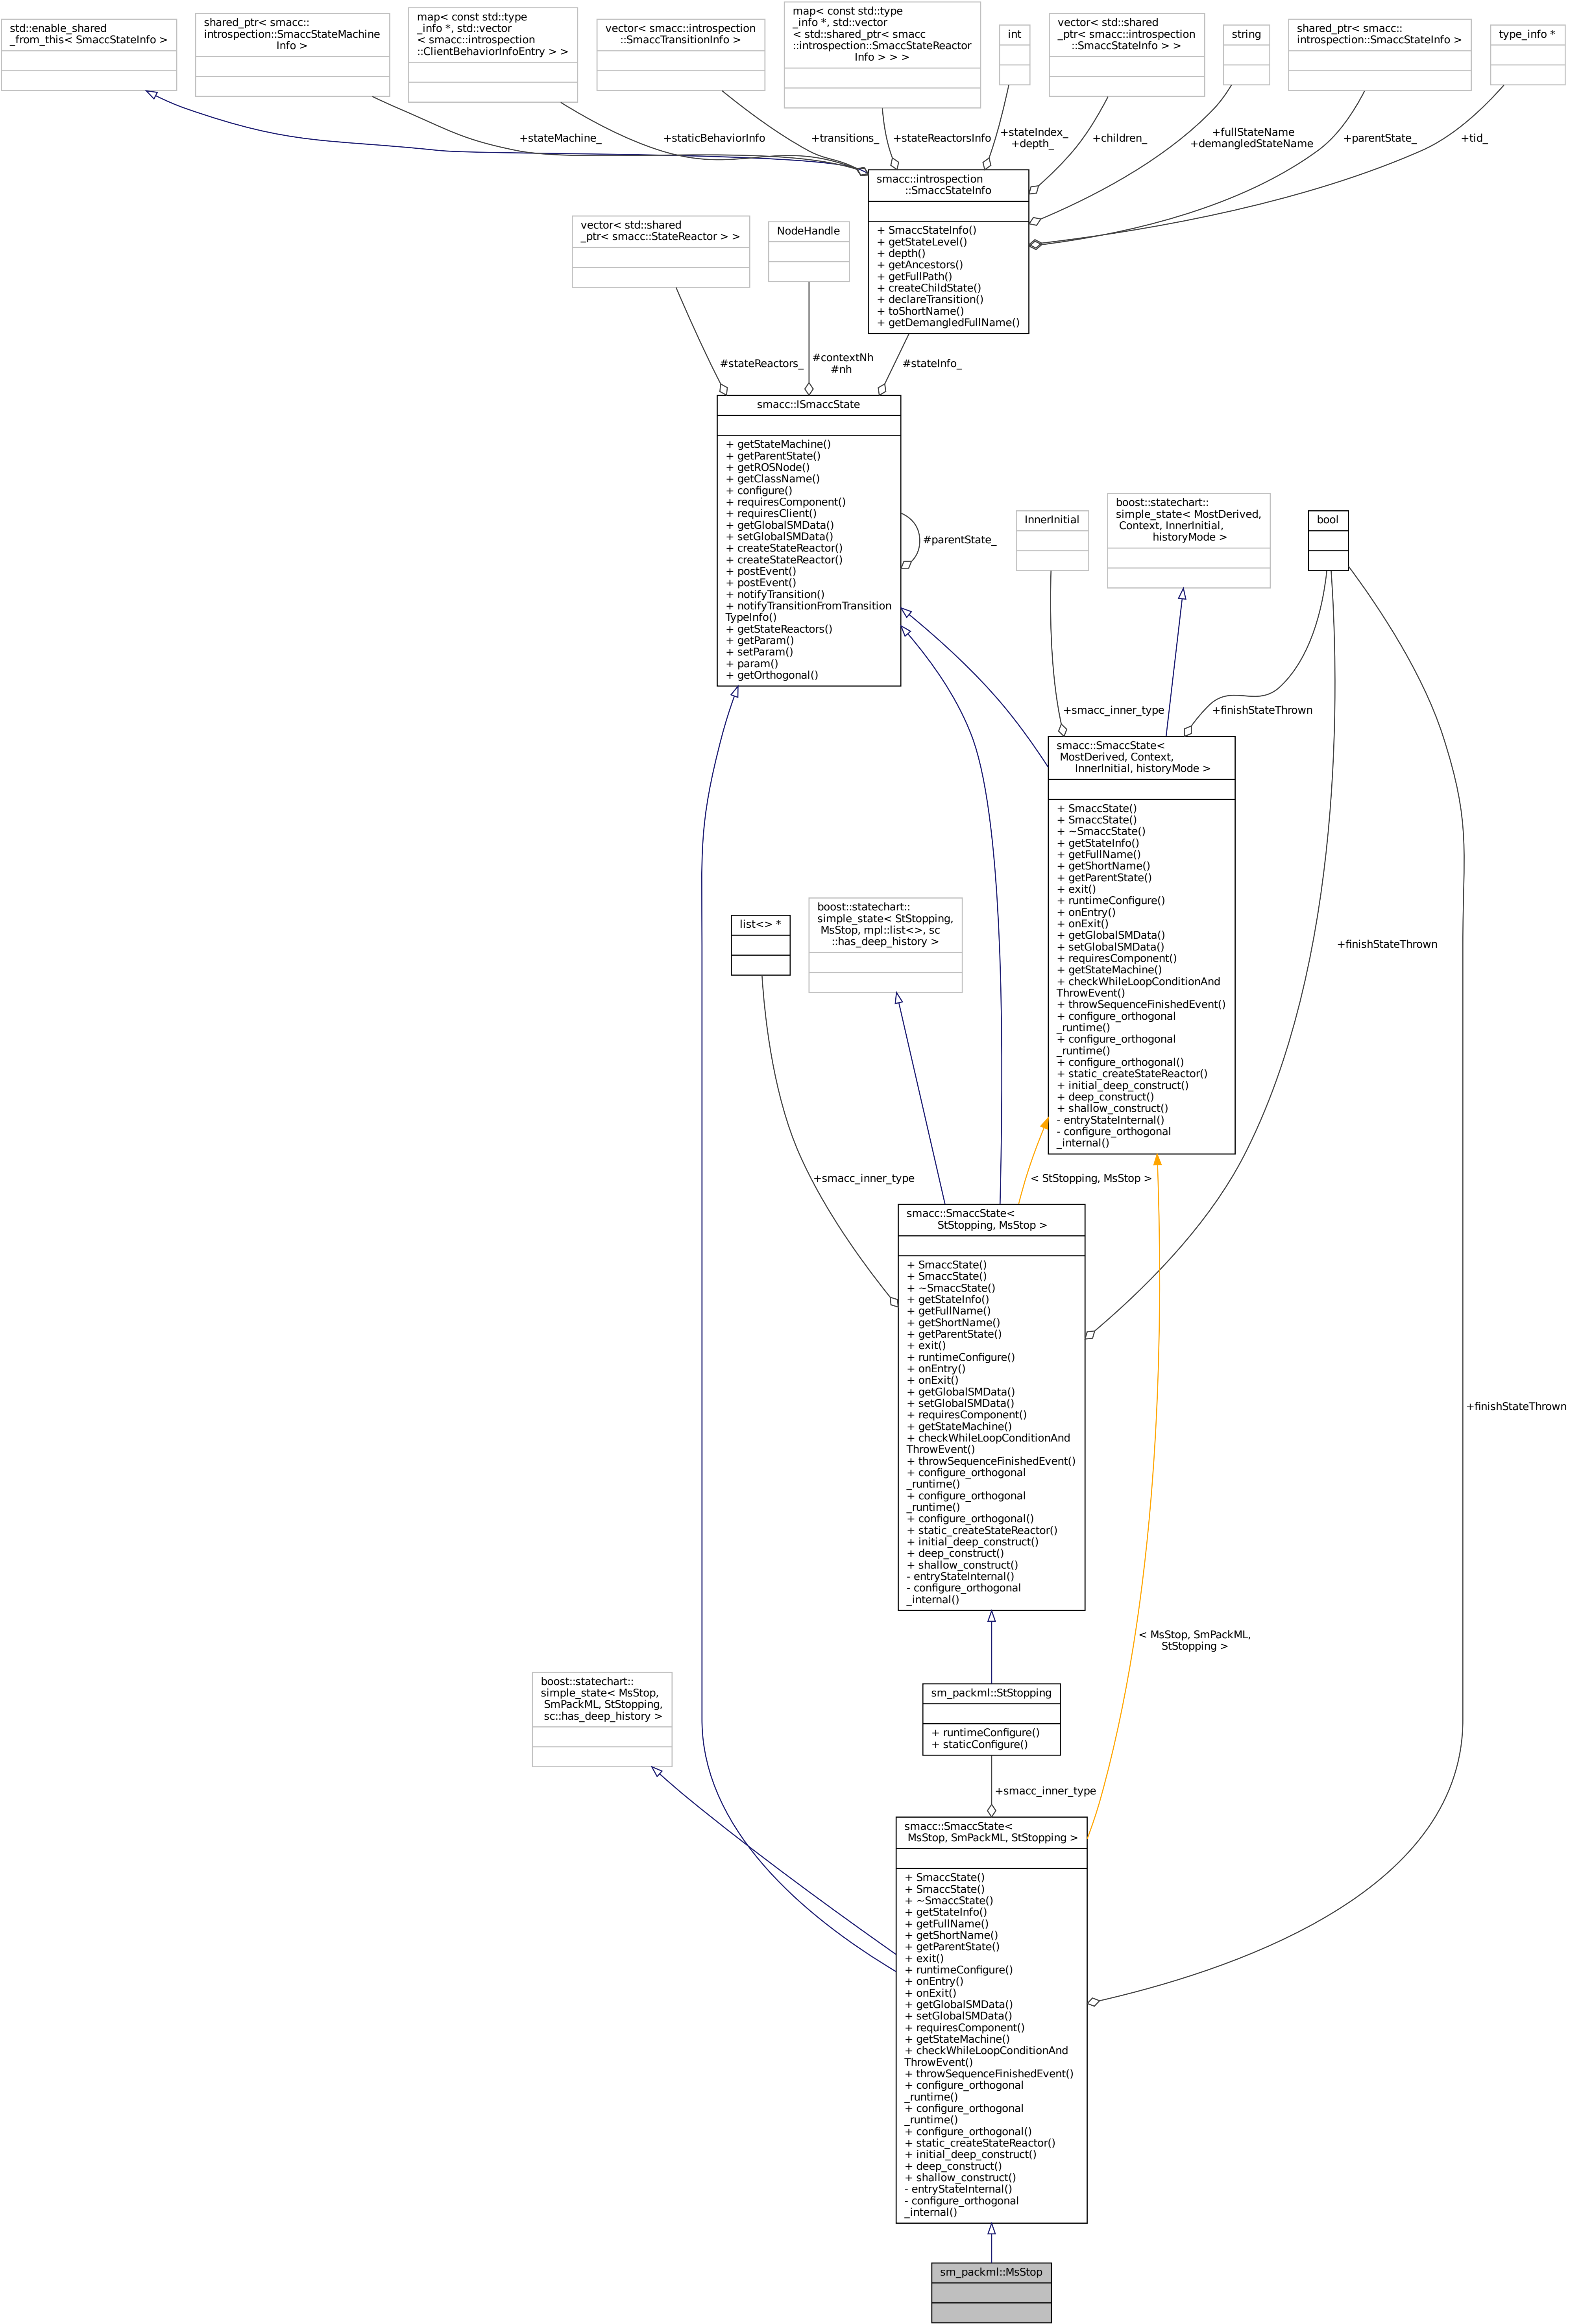 std::enable_shared
_from_this< SmaccStateInfo >
shared_ptr< smacc::
introspection::SmaccStateMachine
Info >
map< const std::type
_info *, std::vector
< smacc::introspection
::ClientBehaviorInfoEntry > >
vector< smacc::introspection
::SmaccTransitionInfo >
map< const std::type
_info *, std::vector
< std::shared_ptr< smacc
::introspection::SmaccStateReactor
Info > > >
int
vector< std::shared
_ptr< smacc::introspection
::SmaccStateInfo > >
string
shared_ptr< smacc::
introspection::SmaccStateInfo >
type_info *
+stateMachine_
+staticBehaviorInfo
+transitions_
+stateReactorsInfo
+stateIndex_
+depth_
+children_
+fullStateName
+demangledStateName
+parentState_
+tid_
smacc::introspection
::SmaccStateInfo
+ SmaccStateInfo()
+ getStateLevel()
+ depth()
+ getAncestors()
+ getFullPath()
+ createChildState()
+ declareTransition()
+ toShortName()
+ getDemangledFullName()
vector< std::shared
_ptr< smacc::StateReactor > >
NodeHandle
#stateReactors_
#contextNh
#nh
#stateInfo_
smacc::ISmaccState
+ getStateMachine()
+ getParentState()
+ getROSNode()
+ getClassName()
+ configure()
+ requiresComponent()
+ requiresClient()
+ getGlobalSMData()
+ setGlobalSMData()
+ createStateReactor()
+ createStateReactor()
+ postEvent()
+ postEvent()
+ notifyTransition()
+ notifyTransitionFromTransition
TypeInfo()
+ getStateReactors()
+ getParam()
+ setParam()
+ param()
+ getOrthogonal()
#parentState_
InnerInitial
boost::statechart::
simple_state< MostDerived,
Context, InnerInitial,
historyMode >
bool
+smacc_inner_type
+finishStateThrown
smacc::SmaccState<
MostDerived, Context,
InnerInitial, historyMode >
+ SmaccState()
+ SmaccState()
+ ~SmaccState()
+ getStateInfo()
+ getFullName()
+ getShortName()
+ getParentState()
+ exit()
+ runtimeConfigure()
+ onEntry()
+ onExit()
+ getGlobalSMData()
+ setGlobalSMData()
+ requiresComponent()
+ getStateMachine()
+ checkWhileLoopConditionAnd
ThrowEvent()
+ throwSequenceFinishedEvent()
+ configure_orthogonal
_runtime()
+ configure_orthogonal
_runtime()
+ configure_orthogonal()
+ static_createStateReactor()
+ initial_deep_construct()
+ deep_construct()
+ shallow_construct()
- entryStateInternal()
- configure_orthogonal
_internal()
list<> *
boost::statechart::
simple_state< StStopping,
MsStop, mpl::list<>, sc
::has_deep_history >
+finishStateThrown
+smacc_inner_type
< StStopping, MsStop >
smacc::SmaccState<
StStopping, MsStop >
+ SmaccState()
+ SmaccState()
+ ~SmaccState()
+ getStateInfo()
+ getFullName()
+ getShortName()
+ getParentState()
+ exit()
+ runtimeConfigure()
+ onEntry()
+ onExit()
+ getGlobalSMData()
+ setGlobalSMData()
+ requiresComponent()
+ getStateMachine()
+ checkWhileLoopConditionAnd
ThrowEvent()
+ throwSequenceFinishedEvent()
+ configure_orthogonal
_runtime()
+ configure_orthogonal
_runtime()
+ configure_orthogonal()
+ static_createStateReactor()
+ initial_deep_construct()
+ deep_construct()
+ shallow_construct()
- entryStateInternal()
- configure_orthogonal
_internal()
+finishStateThrown
< MsStop, SmPackML,
StStopping >
boost::statechart::
simple_state< MsStop,
SmPackML, StStopping,
sc::has_deep_history >
sm_packml::StStopping
+ runtimeConfigure()
+ staticConfigure()
+smacc_inner_type
smacc::SmaccState<
MsStop, SmPackML, StStopping >
+ SmaccState()
+ SmaccState()
+ ~SmaccState()
+ getStateInfo()
+ getFullName()
+ getShortName()
+ getParentState()
+ exit()
+ runtimeConfigure()
+ onEntry()
+ onExit()
+ getGlobalSMData()
+ setGlobalSMData()
+ requiresComponent()
+ getStateMachine()
+ checkWhileLoopConditionAnd
ThrowEvent()
+ throwSequenceFinishedEvent()
+ configure_orthogonal
_runtime()
+ configure_orthogonal
_runtime()
+ configure_orthogonal()
+ static_createStateReactor()
+ initial_deep_construct()
+ deep_construct()
+ shallow_construct()
- entryStateInternal()
- configure_orthogonal
_internal()
sm_packml::MsStop